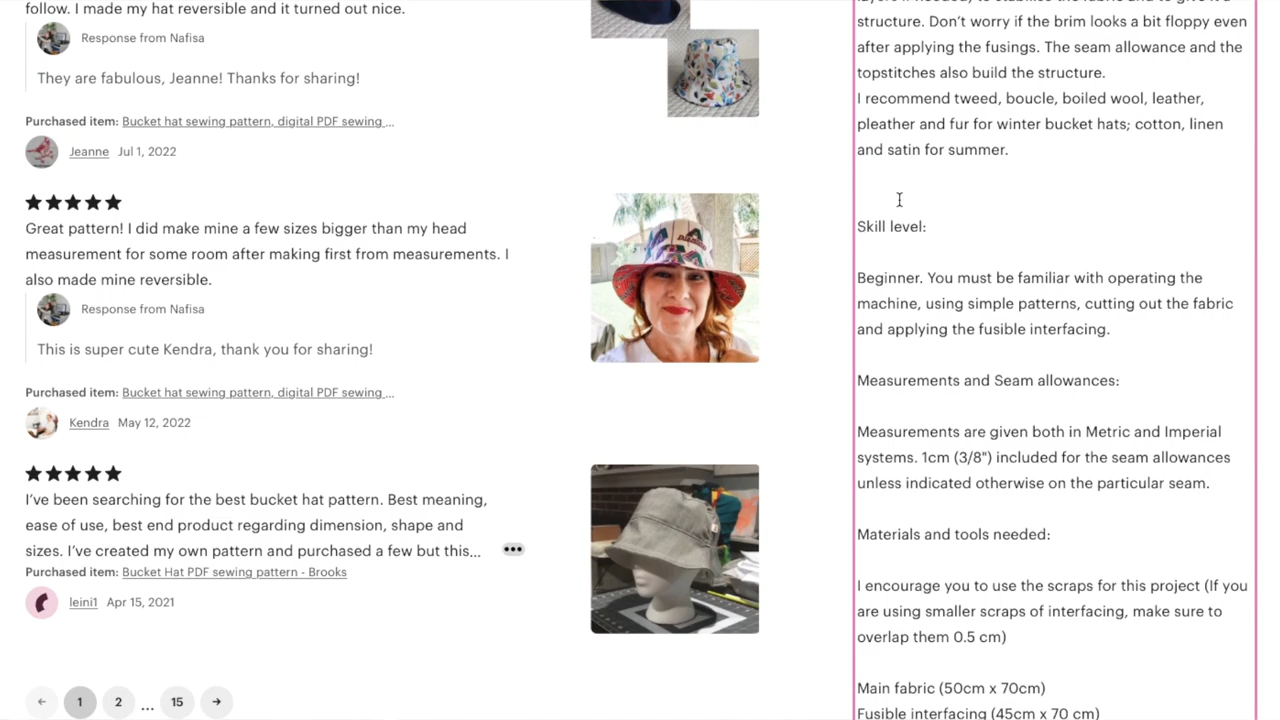 follow. I made my hat reversible and it turned out nice.
Response from Nafisa
They are fabulous, Jeanne! Thanks for sharing!
Purchased item: Bucket hat sewing pattern, digital PDF sewing ...
Jeanne Jul 1, 2022
Great pattern! I did make mine a few sizes bigger than my head
measurement for some room after making first from measurements. I
also made mine reversible.
Response from Nafisa
This is super cute Kendra, thank you for sharing!
Purchased item: Bucket hat sewing pattern, digital PDF sewing ...
Kendra May 12, 2022
I've been searching for the best bucket hat pattern. Best meaning,
ease of use, best end product regarding dimension, shape and
sizes. I've created my own pattern and purchased a few but this...
Purchased item: Bucket Hat PDF sewing pattern - Brooks
leini1 Apr 15, 2021
1 2 ... 15
layers if needed) to stabilise the fabric and to give it a
structure. Don't worry if the brim looks a bit floppy even
after applying the fusings. The seam allowance and the
topstitches also build the structure.
I recommend tweed, boucle, boiled wool, leather,
pleather and fur for winter bucket hats; cotton, linen
and satin for summer.
Skill level:
Beginner. You must be familiar with operating the
machine, using simple patterns, cutting out the fabric
and applying the fusible interfacing.
Measurements and Seam allowances:
Measurements are given both in Metric and Imperial
systems. 1cm (3/8") included for the seam allowances
unless indicated otherwise on the particular seam.
Materials and tools needed:
I encourage you to use the scraps for this project (If you
are using smaller scraps of interfacing, make sure to
overlap them 0.5 cm)
Main fabric (50cm x 70cm)
Fusible interfacing (45cm x 70 cm)